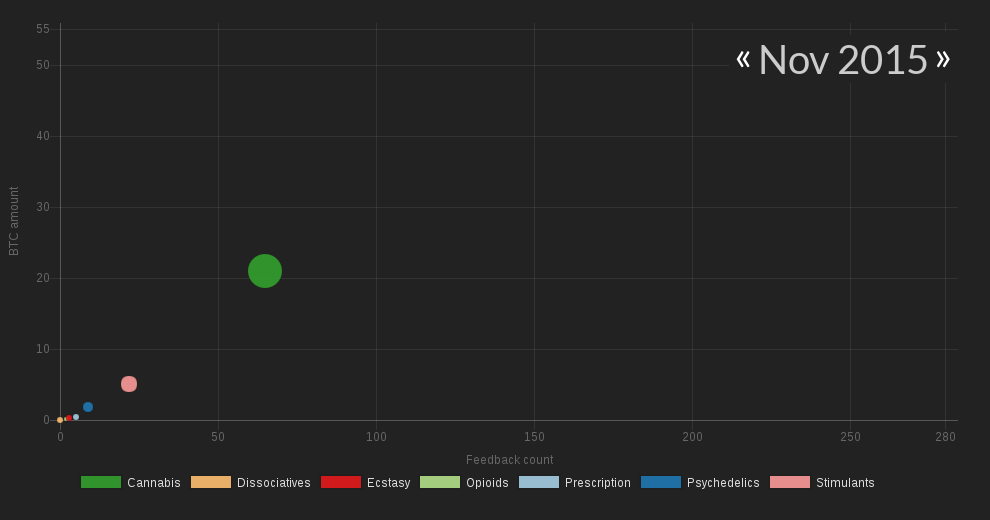 55
« Nov 2015 »
50
40
30
20
10
0
BTC amount
0 50 100 150 200 250 280
Feedback count
Cannabis Dissociatives Ecstasy Opioids Prescription Psychedelics Stimulants